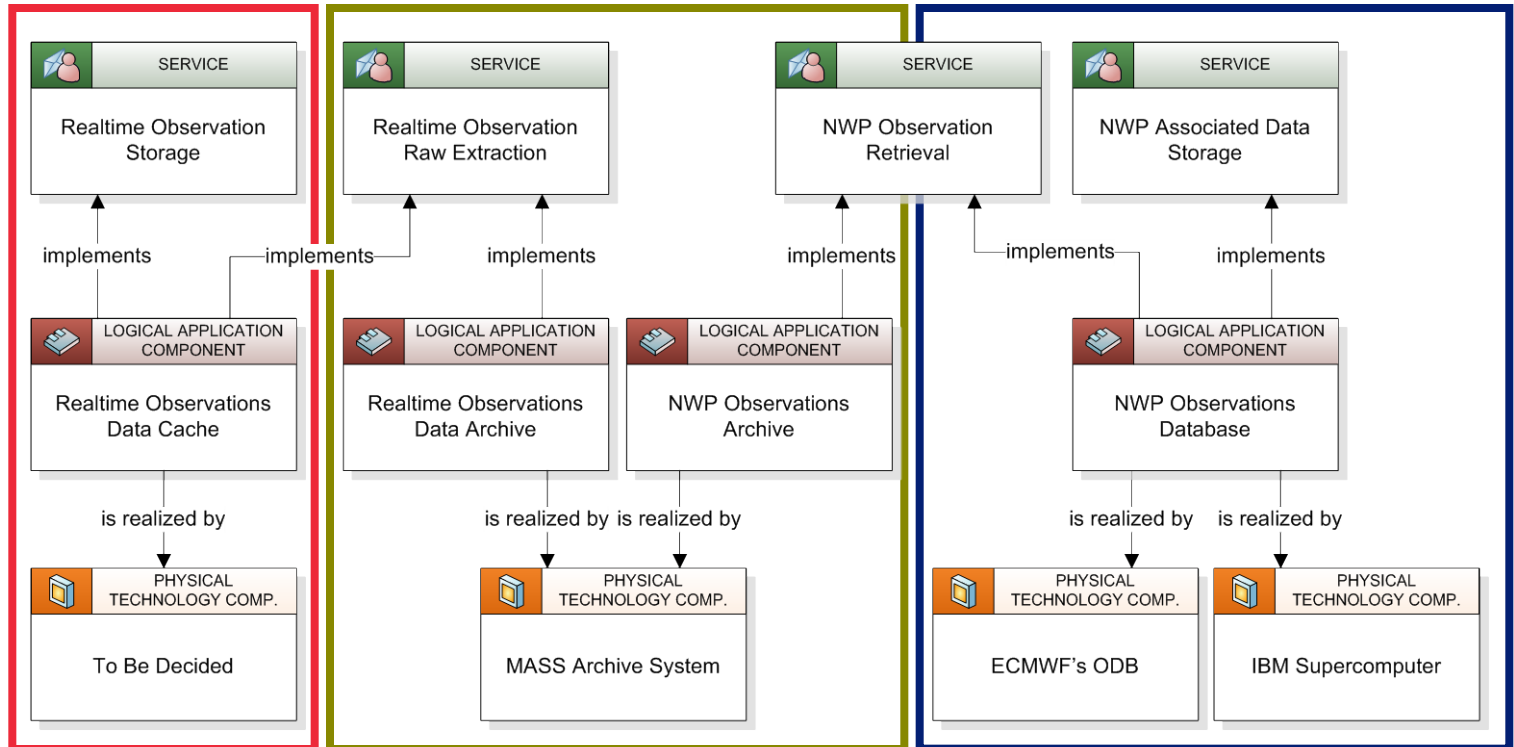 SERVICE
Realtime Observation
Storage
SERVICE
Realtime Observation
Raw Extraction
SERVICE
NWP Observation
Retrieval
SERVICE
NWP Associated Data
Storage
implements
implements
implements
implements
implements
implements
LOGICAL APPLICATION
COMPONENT
Realtime Observations
Data Cache
LOGICAL APPLICATION
COMPONENT
Realtime Observations
Data Archive
LOGICAL APPLICATION
COMPONENT
NWP Observations
Archive
LOGICAL APPLICATION
COMPONENT
NWP Observations
Database
is realized by
is realized by
is realized by
is realized by
is realized by
PHYSICAL
TECHNOLOGY COMP.
To Be Decided
PHYSICAL
TECHNOLOGY COMP.
MASS Archive System
PHYSICAL
TECHNOLOGY COMP.
ECMWF's ODB
PHYSICAL
TECHNOLOGY COMP.
IBM Supercomputer